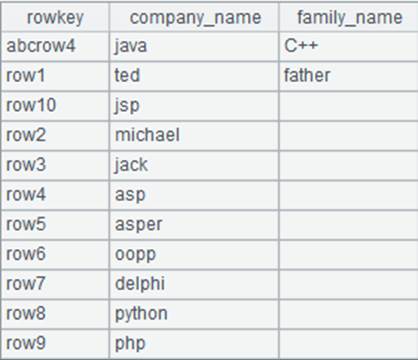 rowkey company_name family_name
abcrow4 java C++
row1 ted father
row10 jsp
row2 michael
row3 jack
row4 asp
row5 asper
row6 oopp
row7 delphi
row8 python
row9 php